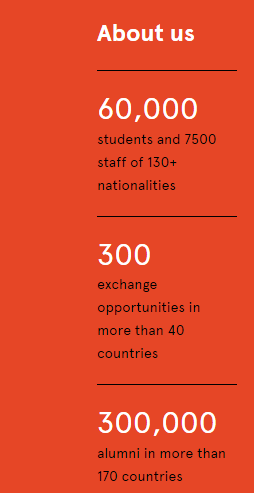 About us
60,000
students and 7500
staff of 130+
nationalities
300
exchange
opportunities in
more than 40
countries
300,000
alumni in more than
170 countries